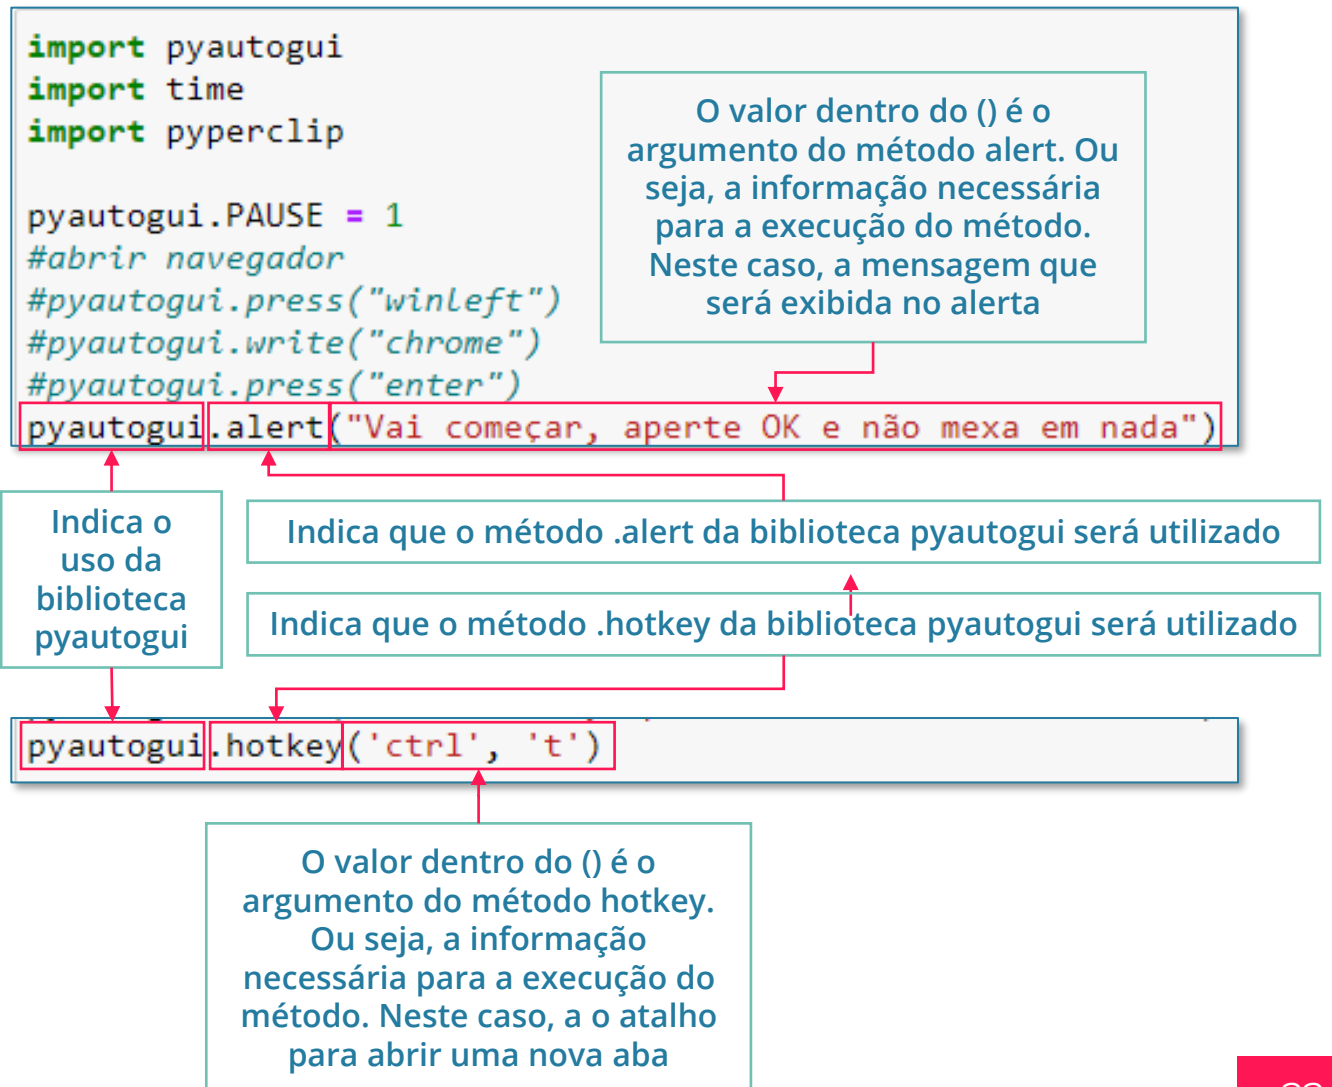 import pyautogui
import time
import pyperclip
O valor dentro do () é o
argumento do método alert. Ou
seja, a informação necessária
para a execução do método.
Neste caso, a mensagem que
será exibida no alerta
pyautogui.PAUSE = 1
#abrir navegador
#pyautogui.press("winleft")
#pyautogui.write("chrome")
#pyautogui.press("enter")
pyautogui.alert("Vai começar, aperte OK e não mexa em nada")
Indica o
uso da
biblioteca
pyautogui
Indica que o método .alert da biblioteca pyautogui será utilizado
Indica que o método .hotkey da biblioteca pyautogui será utilizado
pyautogui.hotkey('ctrl', 't')
O valor dentro do () é o
argumento do método hotkey.
Ou seja, a informação
necessária para a execução do
método. Neste caso, a o atalho
para abrir uma nova aba